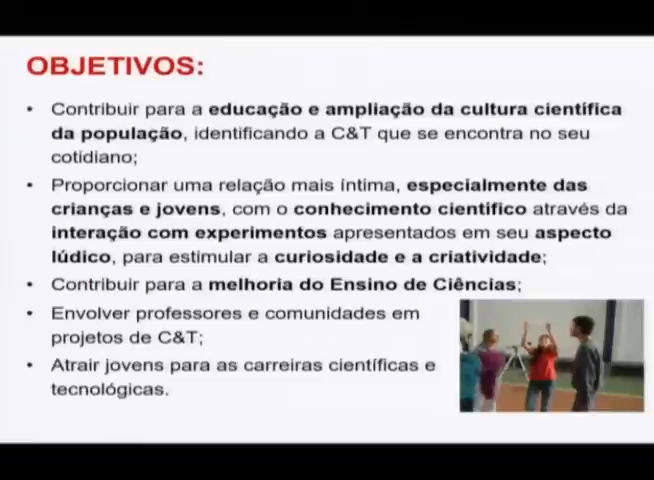 OBJETIVOS:
• Contribuir para a educação e ampliação da cultura científica
da população, identificando a C&T que se encontra no seu
cotidiano;
• Proporcionar uma relação mais íntima, especialmente das
crianças e jovens, com o conhecimento cientifico através da
interação com experimentos apresentados em seu aspecto
lúdico, para estimular a curiosidade e a criatividade;
• Contribuir para a melhoria do Ensino de Ciências;
• Envolver professores e comunidades em
projetos de C&T;
• Atrair jovens para as carreiras científicas e
tecnológicas.